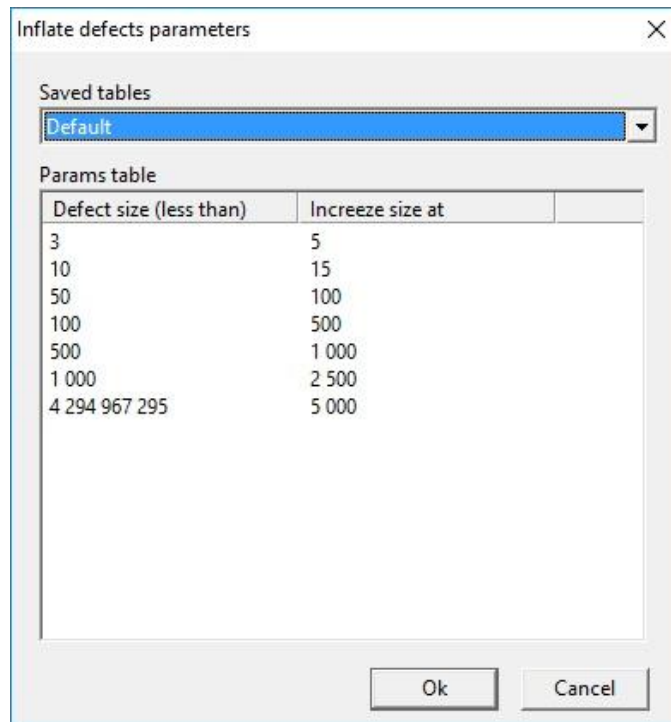 Inflate defects parameters
Saved tables
Default
Params table
Defect size (less than) Increeze size at
3 5
10 15
50 100
100 500
500 1 000
1 000 2 500
4 294 967 295 5 000
Ok Cancel